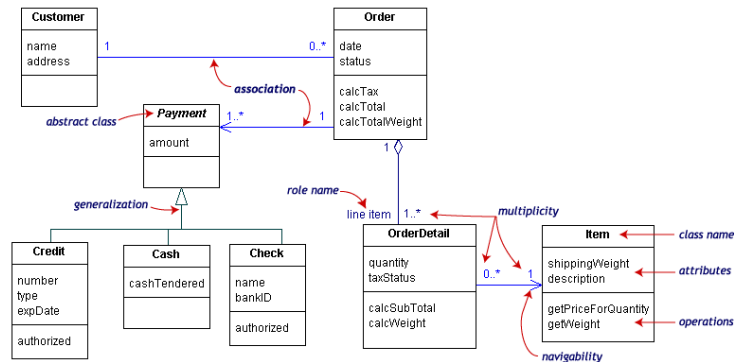 Customer
name
address
1
0..*
Order
date
status
calcTax
calcTotal
calcTotalWeight
association
abstract class
Payment
amount
1..*
1
generalization
1
role name
line item
1..*
multiplicity
Credit
number
type
expDate
authorized
Cash
cashTendered
Check
name
bankID
authorized
OrderDetail
quantity
taxStatus
calcSubTotal
calcWeight
0..*
1
Item
class name
shippingWeight
description
attributes
getPriceForQuantity
getWeight
operations
navigability